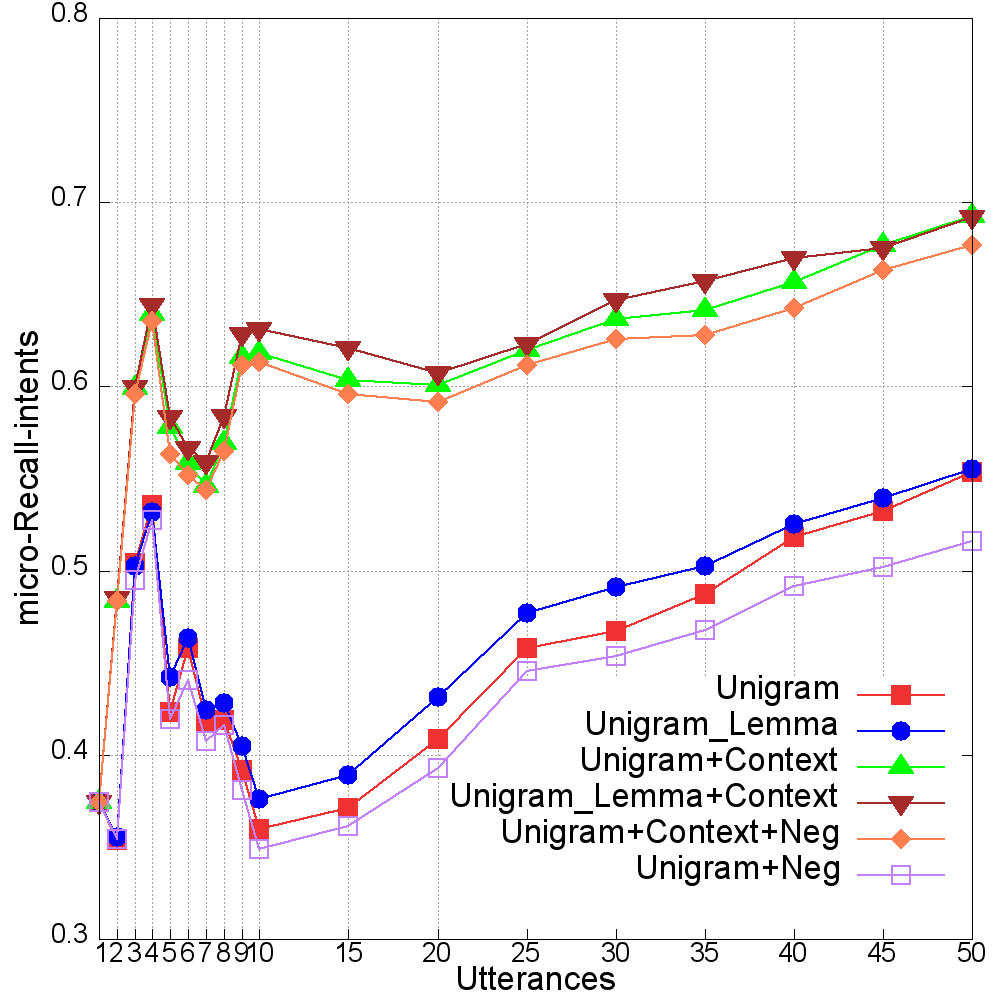 0.8
0.7
0.6
0.5
0.4
0.3
micro-Recall-intents
Unigram
Unigram_Lemma
Unigram+Context
Unigram_Lemma+Context
Unigram+Context+Neg
Unigram+Neg
1 2 3 4 5 6 7 8 9 10 15 20 25 30 35 40 45 50
Utterances